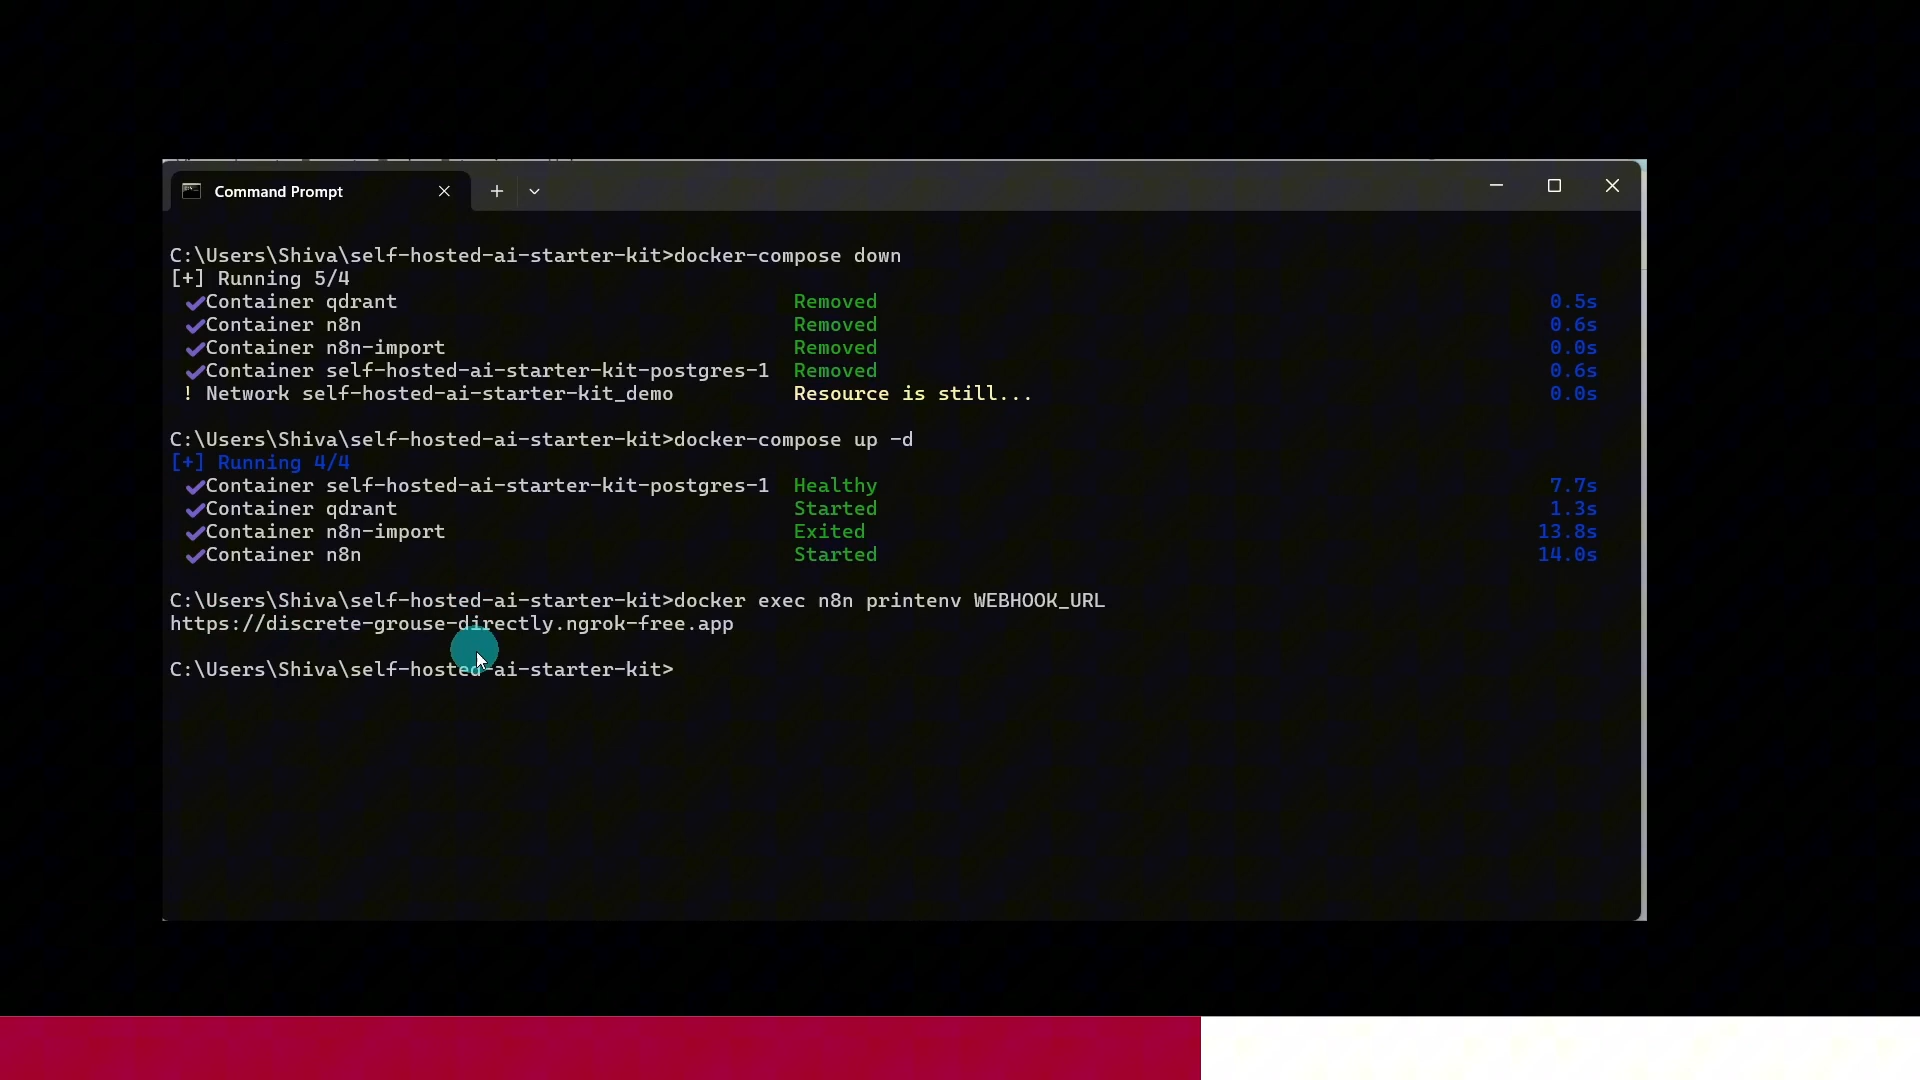 Command Prompt
C:\Users\Shiva\self-hosted-ai-starter-kit>docker-compose down
[+] Running 5/4
✔Container qdrant Removed 0.5s
✔Container n8n Removed 0.6s
✔Container n8n-import Removed 0.0s
✔Container self-hosted-ai-starter-kit-postgres-1 Removed 0.6s
! Network self-hosted-ai-starter-kit_demo Resource is still... 0.0s
C:\Users\Shiva\self-hosted-ai-starter-kit>docker-compose up -d
[+] Running 4/4
✔Container self-hosted-ai-starter-kit-postgres-1 Healthy 7.7s
✔Container qdrant Started 1.3s
✔Container n8n-import Exited 13.8s
✔Container n8n Started 14.0s
C:\Users\Shiva\self-hosted-ai-starter-kit>docker exec n8n printenv WEBHOOK_URL
https://discrete-grouse-directly.ngrok-free.app
C:\Users\Shiva\self-hosted-ai-starter-kit>